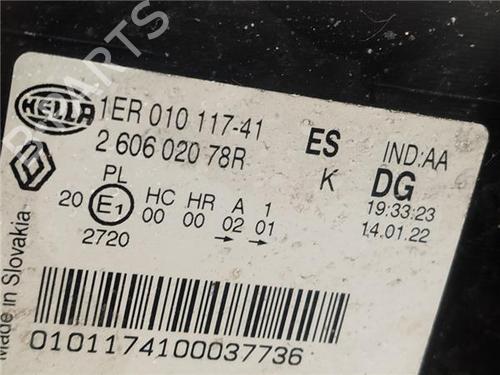 HELLA
1ER 010 117-41
ES
IND:AA
2 606 020 78R
K
DG
PL
20
E1
HC HR A 1
00 00 02 01
2720
19:33:23
14.01.22
Made in Slovakia
0101174100037736
PARTS